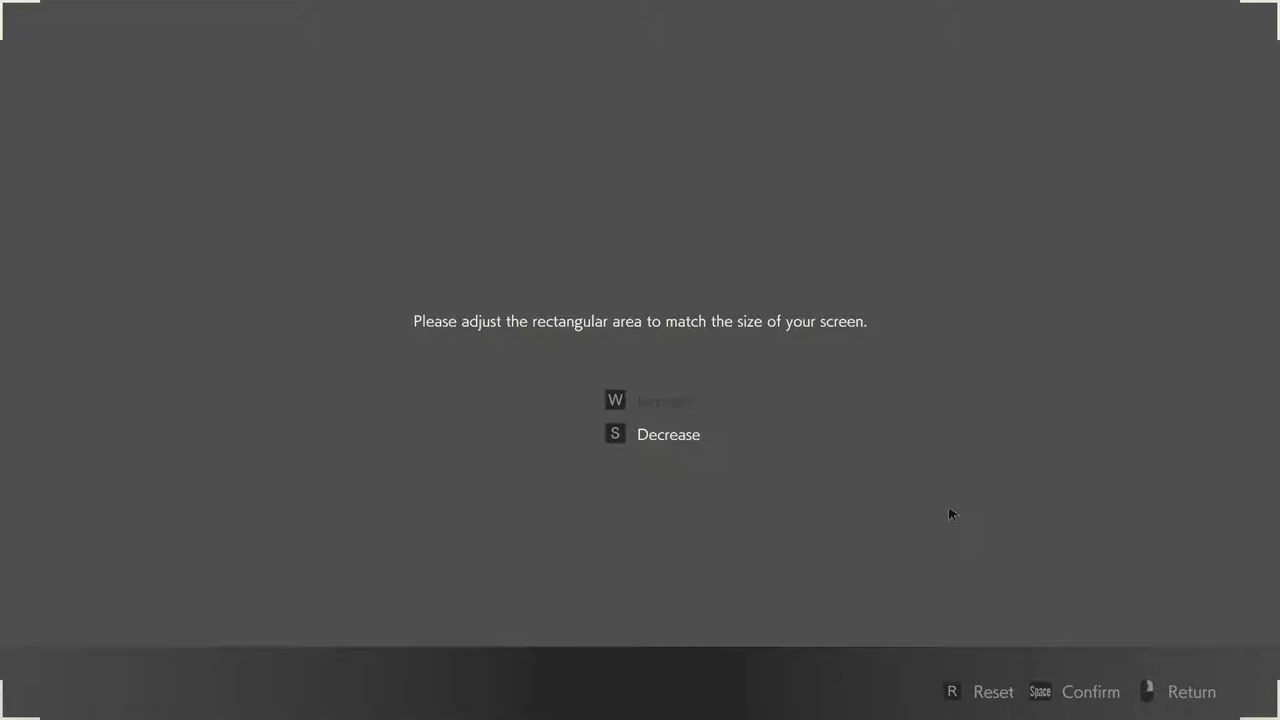 Please adjust the rectangular area to match the size of your screen.
W
S Decrease
R Reset Space Confirm Return